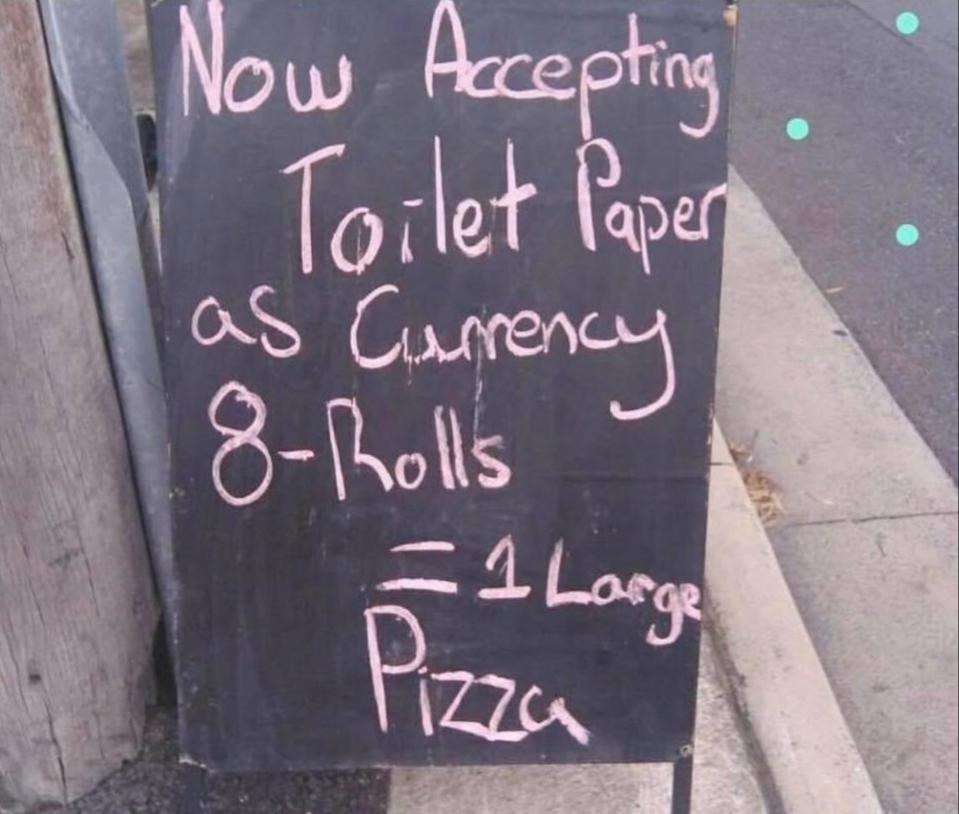 Now Accepting
Toilet Paper
as Currency
8-Rolls
= 1 Large
Pizza